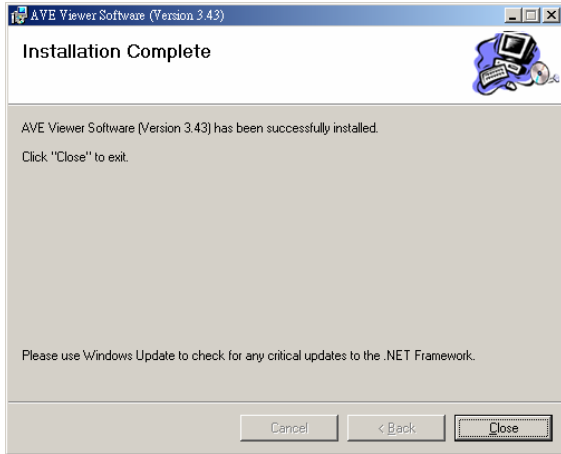 AVE Viewer Software (Version 3.43)
Installation Complete
AVE Viewer Software (Version 3.43) has been successfully installed.
Click "Close" to exit.
Please use Windows Update to check for any critical updates to the .NET Framework.
Cancel
< Back
Close